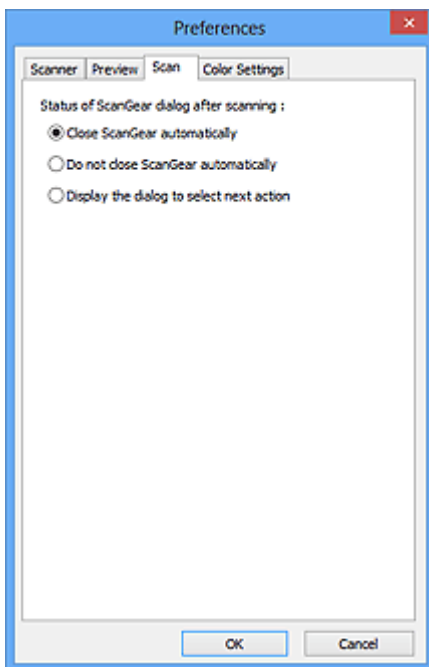 Preferences
Scanner Preview Scan Color Settings
Status of ScanGear dialog after scanning :
Close ScanGear automatically
Do not close ScanGear automatically
Display the dialog to select next action
OK Cancel